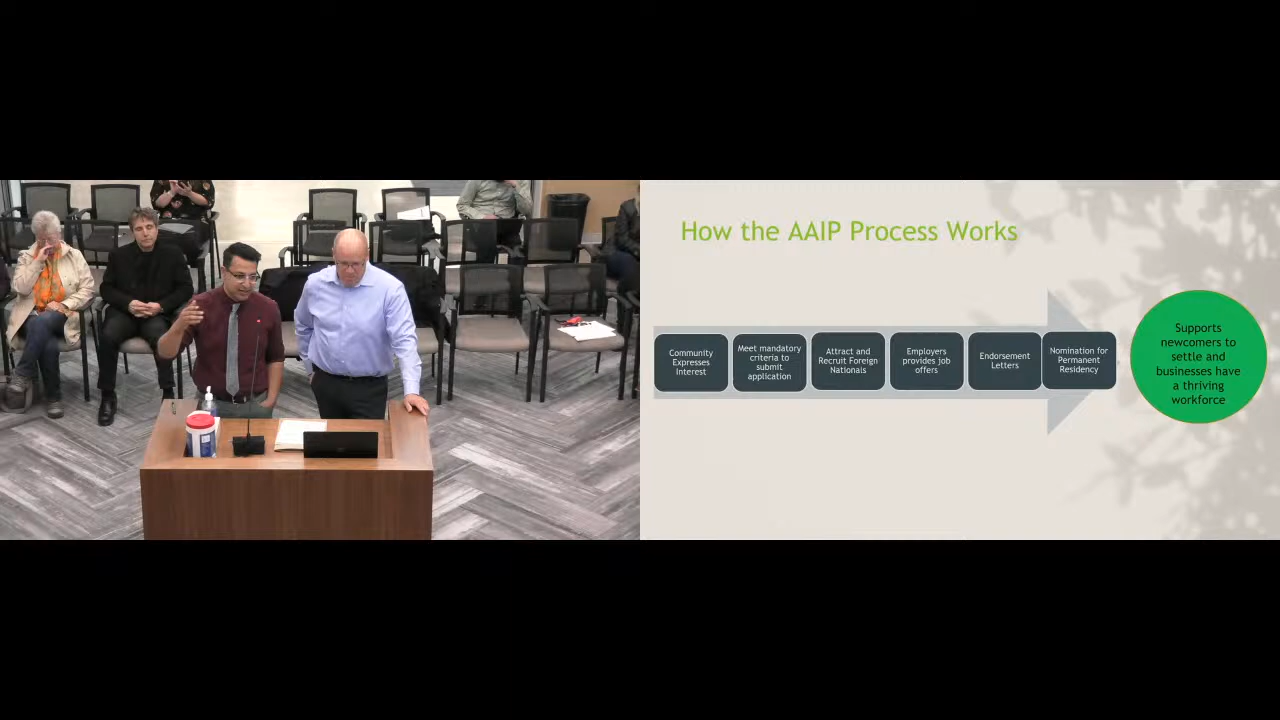 How the AAIP Process Works
Community
Expresses
Interest
Meet mandatory
criteria to
submit
application
Attract and
Recruit Foreign
Nationals
Employers
provides job
offers
Endorsement
Letters
Nomination for
Permanent
Residency
Supports
newcomers to
settle and
businesses have
a thriving
workforce